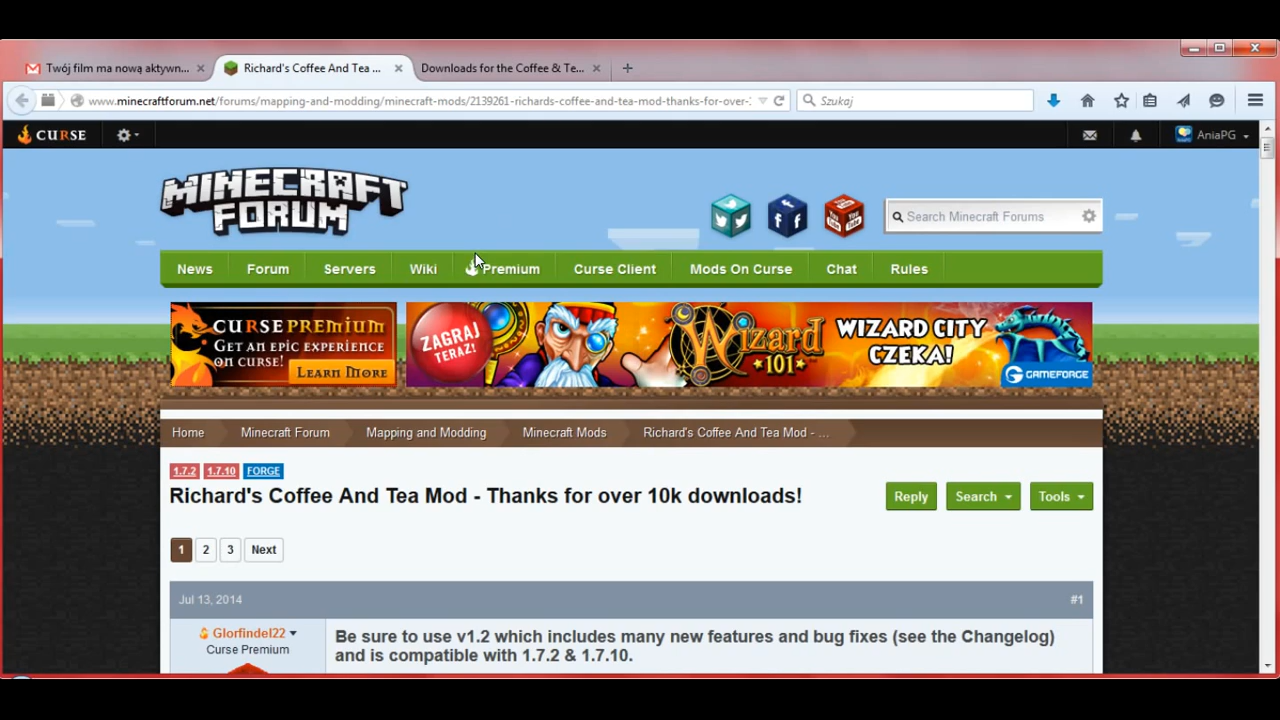 Twój film ma nową aktywn...
Richard's Coffee And Tea ...
Downloads for the Coffee & Te...
www.minecraftforum.net/forums/mapping-and-modding/minecraft-mods/2139261-richards-coffee-and-tea-mod-thanks-for-over-
Szukaj
CURSE
AniaPG
MINECRAFT
FORUM
Search Minecraft Forums
News
Forum
Servers
Wiki
Premium
Curse Client
Mods On Curse
Chat
Rules
CURSE PREMIUM
GET AN EPIC EXPERIENCE
ON CURSE!
LEARN MORE
ZAGRAJ
TERAZ!
Wizard
101
WIZARD CITY
CZEKA!
GAMEFORGE
Home
Minecraft Forum
Mapping and Modding
Minecraft Mods
Richard's Coffee And Tea Mod - ...
1.7.2 1.7.10 FORGE
Richard's Coffee And Tea Mod - Thanks for over 10k downloads!
Reply
Search
Tools
1 2 3 Next
Jul 13, 2014
#1
Glorfindel22
Curse Premium
Be sure to use v1.2 which includes many new features and bug fixes (see the Changelog)
and is compatible with 1.7.2 & 1.7.10.